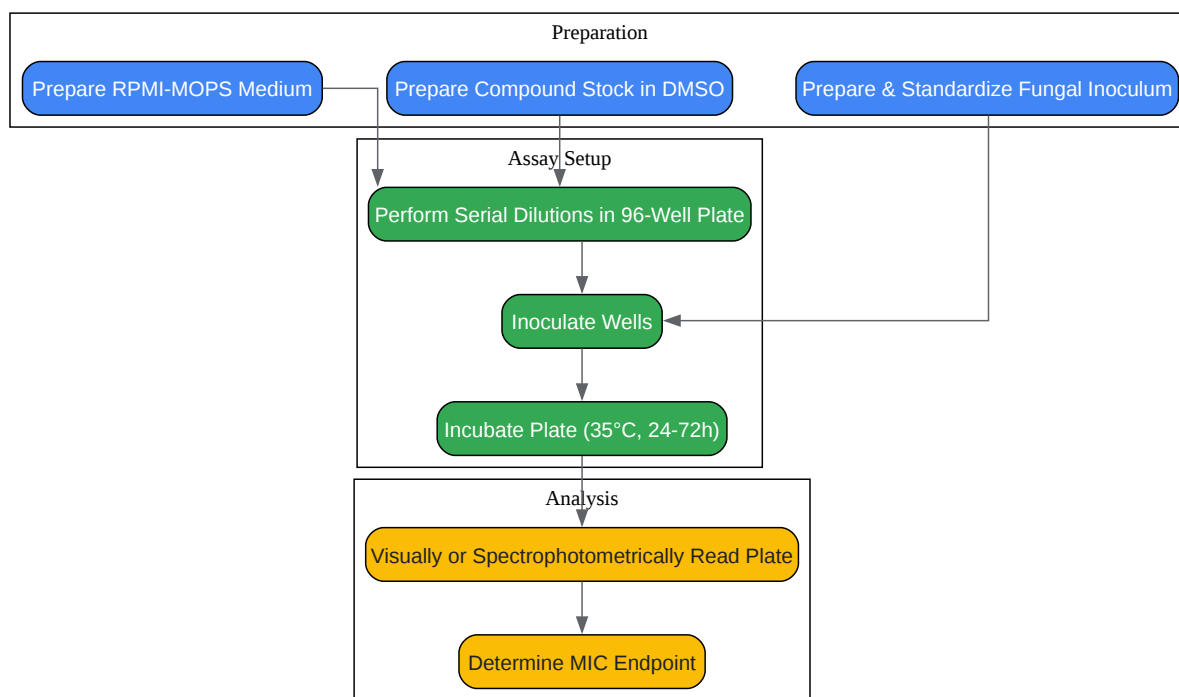 Preparation
Prepare RPMI-MOPS Medium
Prepare Compound Stock in DMSO
Prepare & Standardize Fungal Inoculum
Assay Setup
Perform Serial Dilutions in 96-Well Plate
Inoculate Wells
Incubate Plate (35°C, 24-72h)
Analysis
Visually or Spectrophotometrically Read Plate
Determine MIC Endpoint